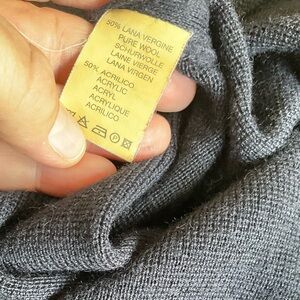 50% LANA VERGINE
PURE WOOL
SCHURWOLLE
LAINE VIERGE
LANA VIRGEN
50% ACRILICO
ACRYLIC
ACRYL
ACRYLIQUE
ACRILICO
P